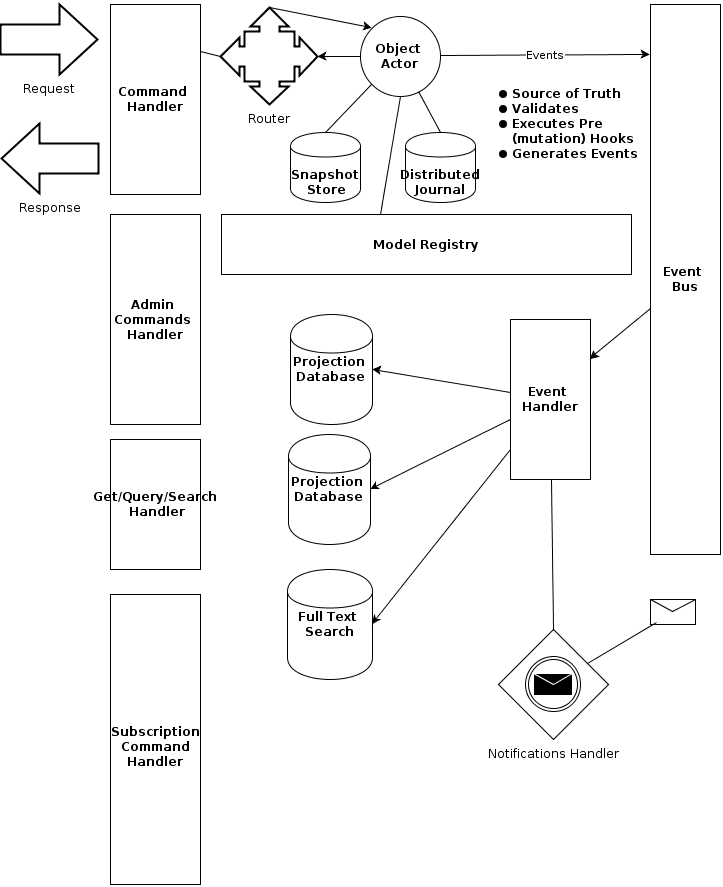 Request
Response
Command
Handler
Router
Object
Actor
Events
● Source of Truth
● Validates
● Executes Pre
(mutation) Hooks
● Generates Events
Snapshot
Store
Distributed
Journal
Model Registry
Event
Bus
Admin
Commands
Handler
Projection
Database
Event
Handler
Get/Query/Search
Handler
Projection
Database
Full Text
Search
Subscription
Command
Handler
Notifications Handler